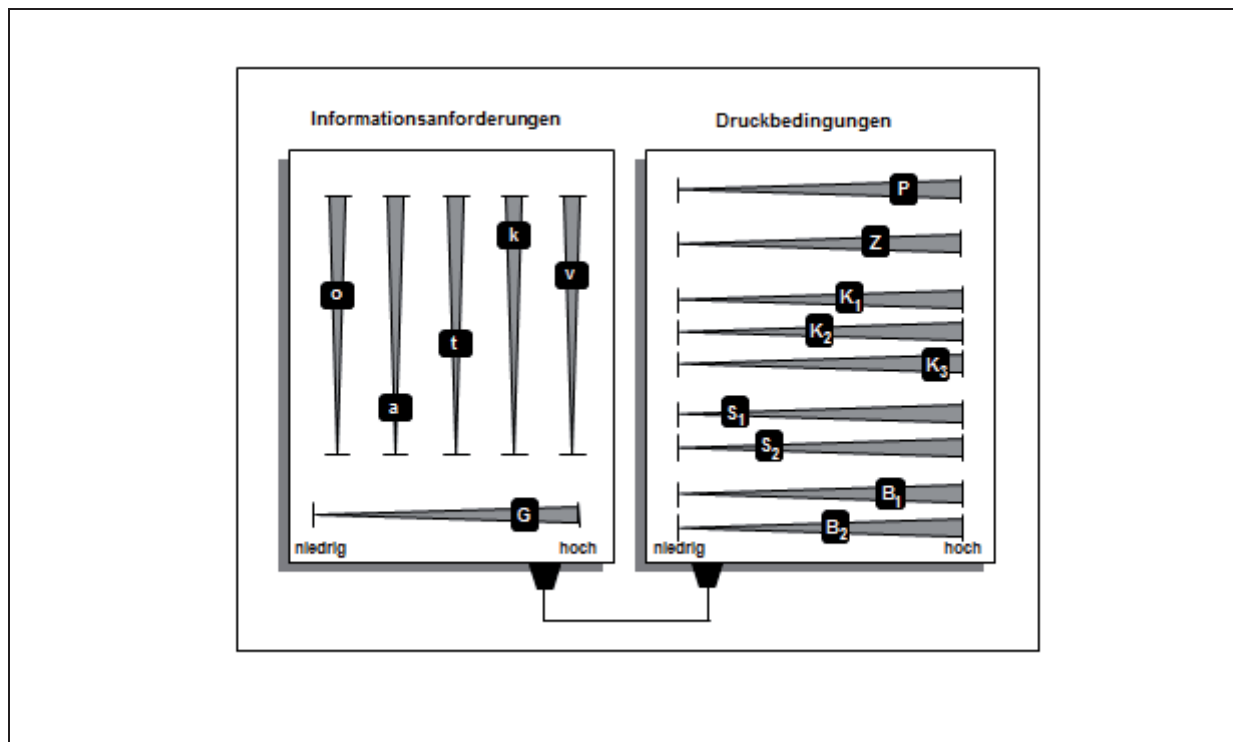 Informationsanforderungen
Druckbedingungen
o
a
t
k
v
G
niedrig
hoch
P
Z
K1
K2
K3
S1
S2
B1
B2
niedrig
hoch